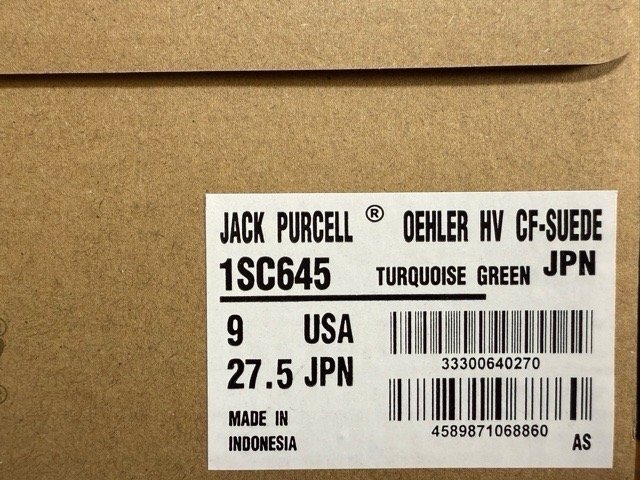 JACK PURCELL ® OEHLER HV CF-SUEDE
1SC645 TURQUOISE GREEN JPN
9 USA
27.5 JPN
33300640270
MADE IN
INDONESIA
4589871068860
AS